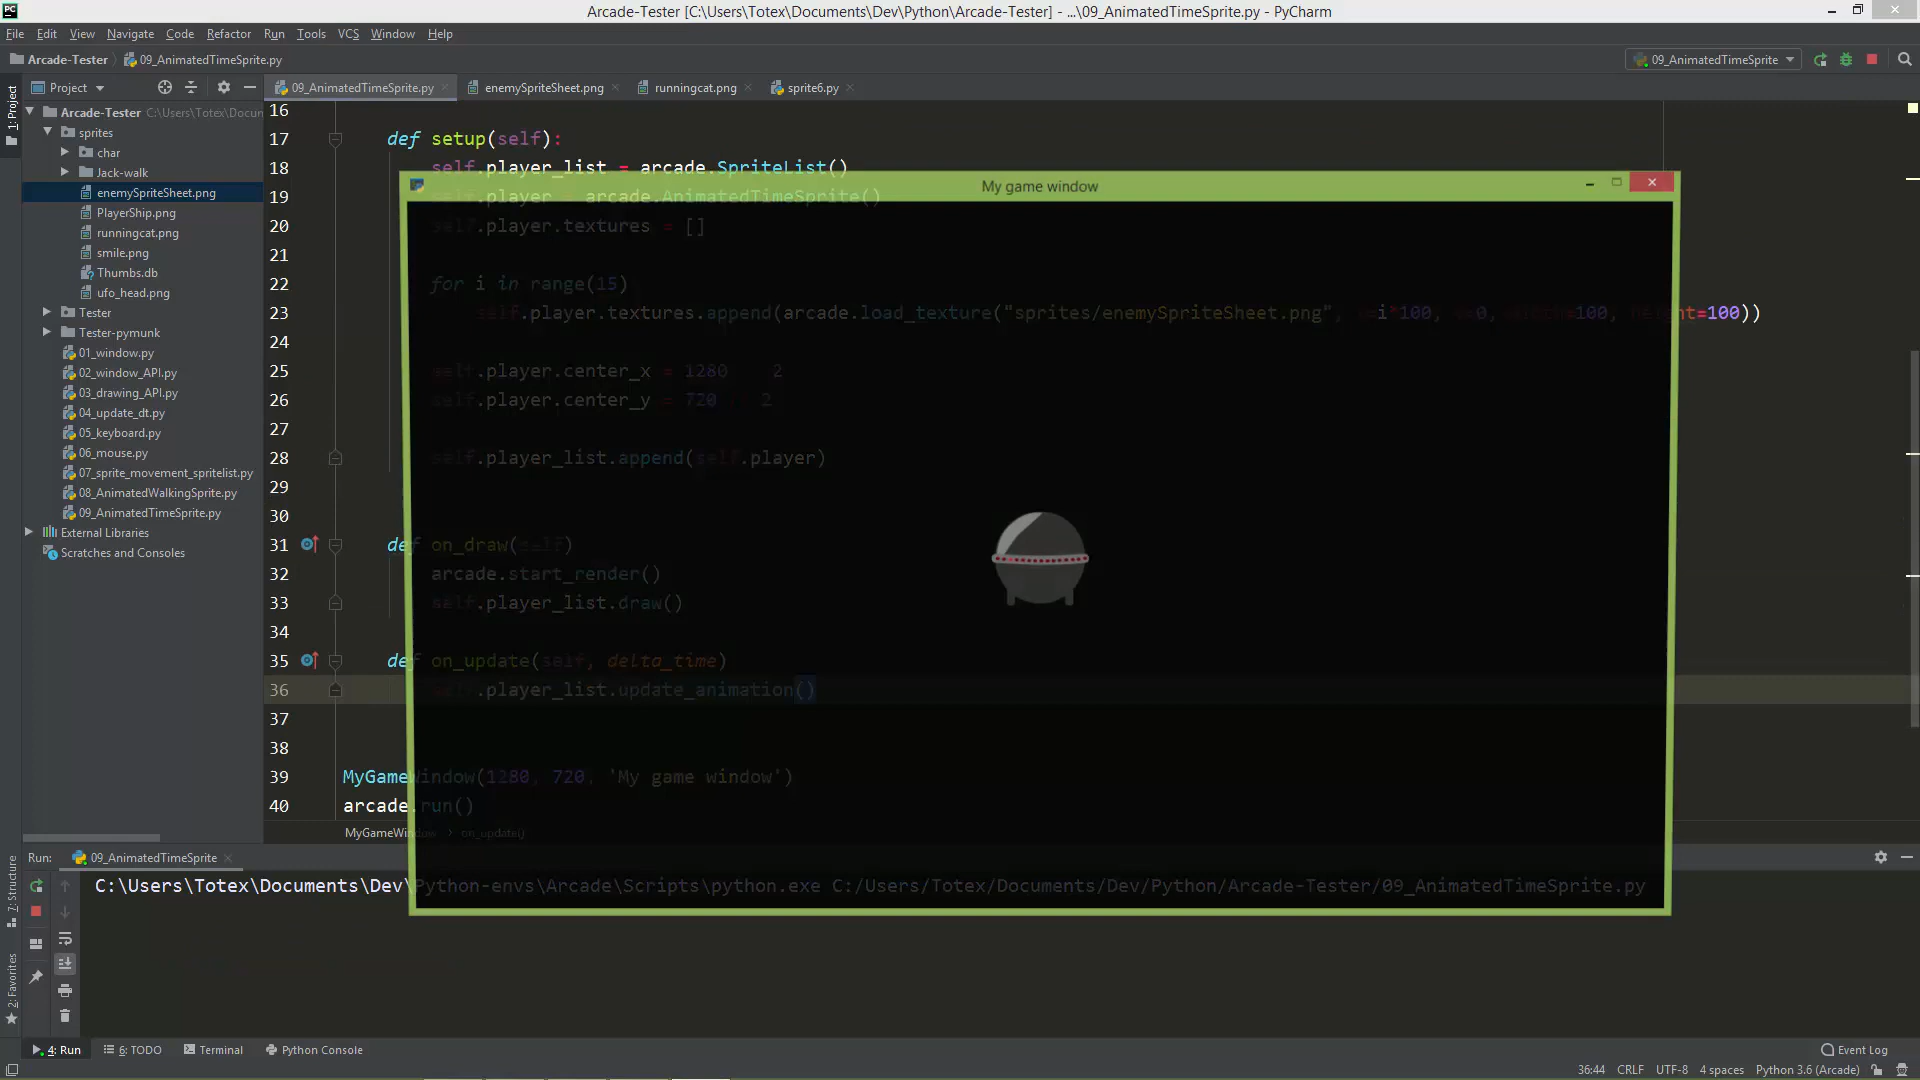 Arcade-Tester [C:\Users\Totex\Documents\Dev\Python\Arcade-Tester] - ...\09_AnimatedTimeSprite.py - PyCharm
File Edit View Navigate Code Refactor Run Tools VCS Window Help
Arcade-Tester 09_AnimatedTimeSprite.py
09_AnimatedTimeSprite
Project
09_AnimatedTimeSprite.py enemySpriteSheet.png runningcat.png sprite6.py
1: Project
Arcade-Tester C:\Users\Totex\Docum
sprites
char
Jack-walk
enemySpriteSheet.png
PlayerShip.png
runningcat.png
smile.png
Thumbs.db
ufo_head.png
Tester
Tester-pymunk
01_window.py
02_window_API.py
03_drawing_API.py
04_update_dt.py
05_keyboard.py
06_mouse.py
07_sprite_movement_spritelist.py
08_AnimatedWalkingSprite.py
09_AnimatedTimeSprite.py
External Libraries
Scratches and Consoles
16
17 def setup(self):
18 self.player_list = arcade.SpriteList()
My game window
19 self.player = arcade.AnimatedTimeSprite()
20 self.player.textures = []
21
22 for i in range(15)
23 self.player.textures.append(arcade.load_texture("sprites/enemySpriteSheet.png", x=i*100, y=0, width=100, height=100))
24
25 self.player.center_x = 1280 2
26 self.player.center_y = 720 2
27
28 self.player_list.append(self.player)
29
30
31 def on_draw(self)
32 arcade.start_render()
33 self.player_list.draw()
34
35 def on_update(self, delta_time)
36 self.player_list.update_animation()
37
38
39 MyGameWindow(1280, 720, 'My game window')
40 arcade.run()
MyGameWindow on_update()
Run: 09_AnimatedTimeSprite
C:\Users\Totex\Documents\Dev\Python-envs\Arcade\Scripts\python.exe C:/Users/Totex/Documents/Dev/Python/Arcade-Tester/09_AnimatedTimeSprite.py
7: Structure
2: Favorites
4: Run 6: TODO Terminal Python Console
Event Log
36:44 CRLF UTF-8 4 spaces Python 3.6 (Arcade)